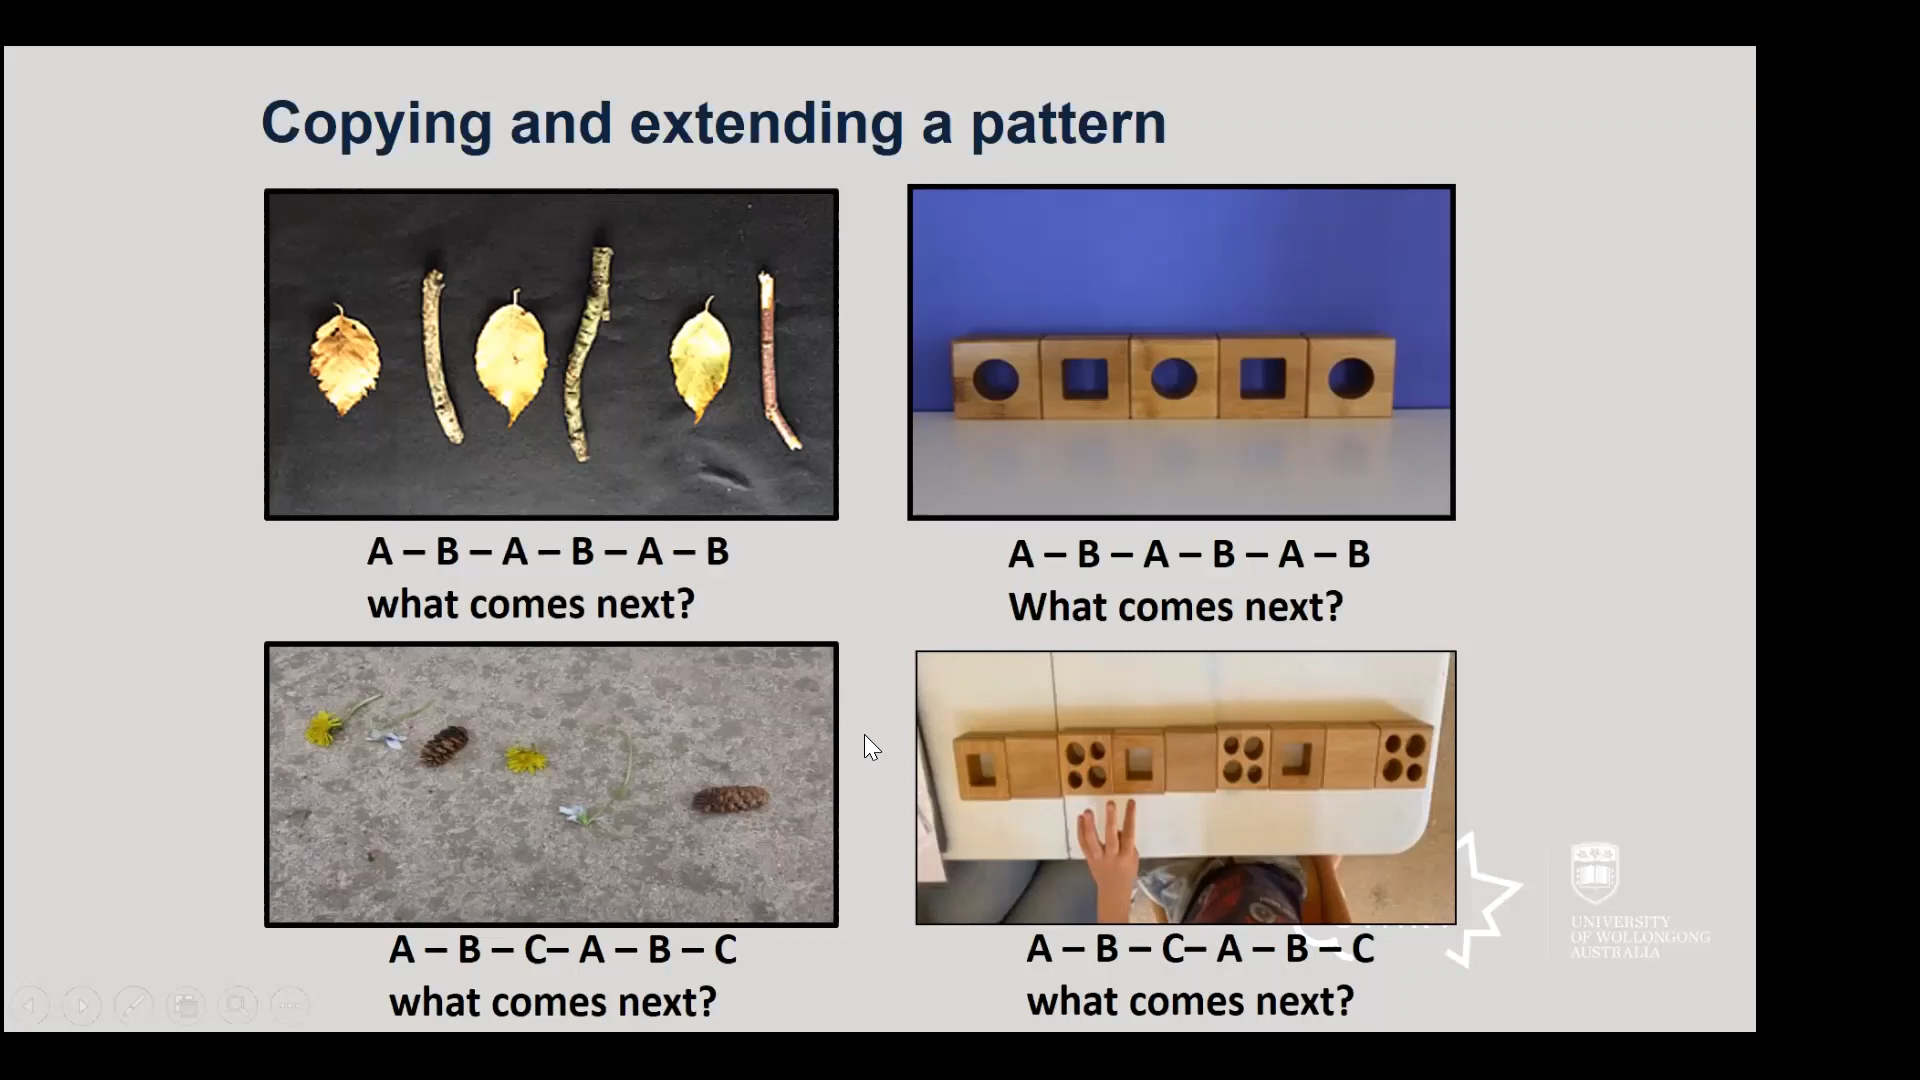 Copying and extending a pattern
A – B – A – B – A – B
what comes next?
A – B – A – B – A – B
What comes next?
A – B – C– A – B – C
what comes next?
A – B – C– A – B – C
what comes next?
UNIVERSITY
OF WOLLONGONG
AUSTRALIA